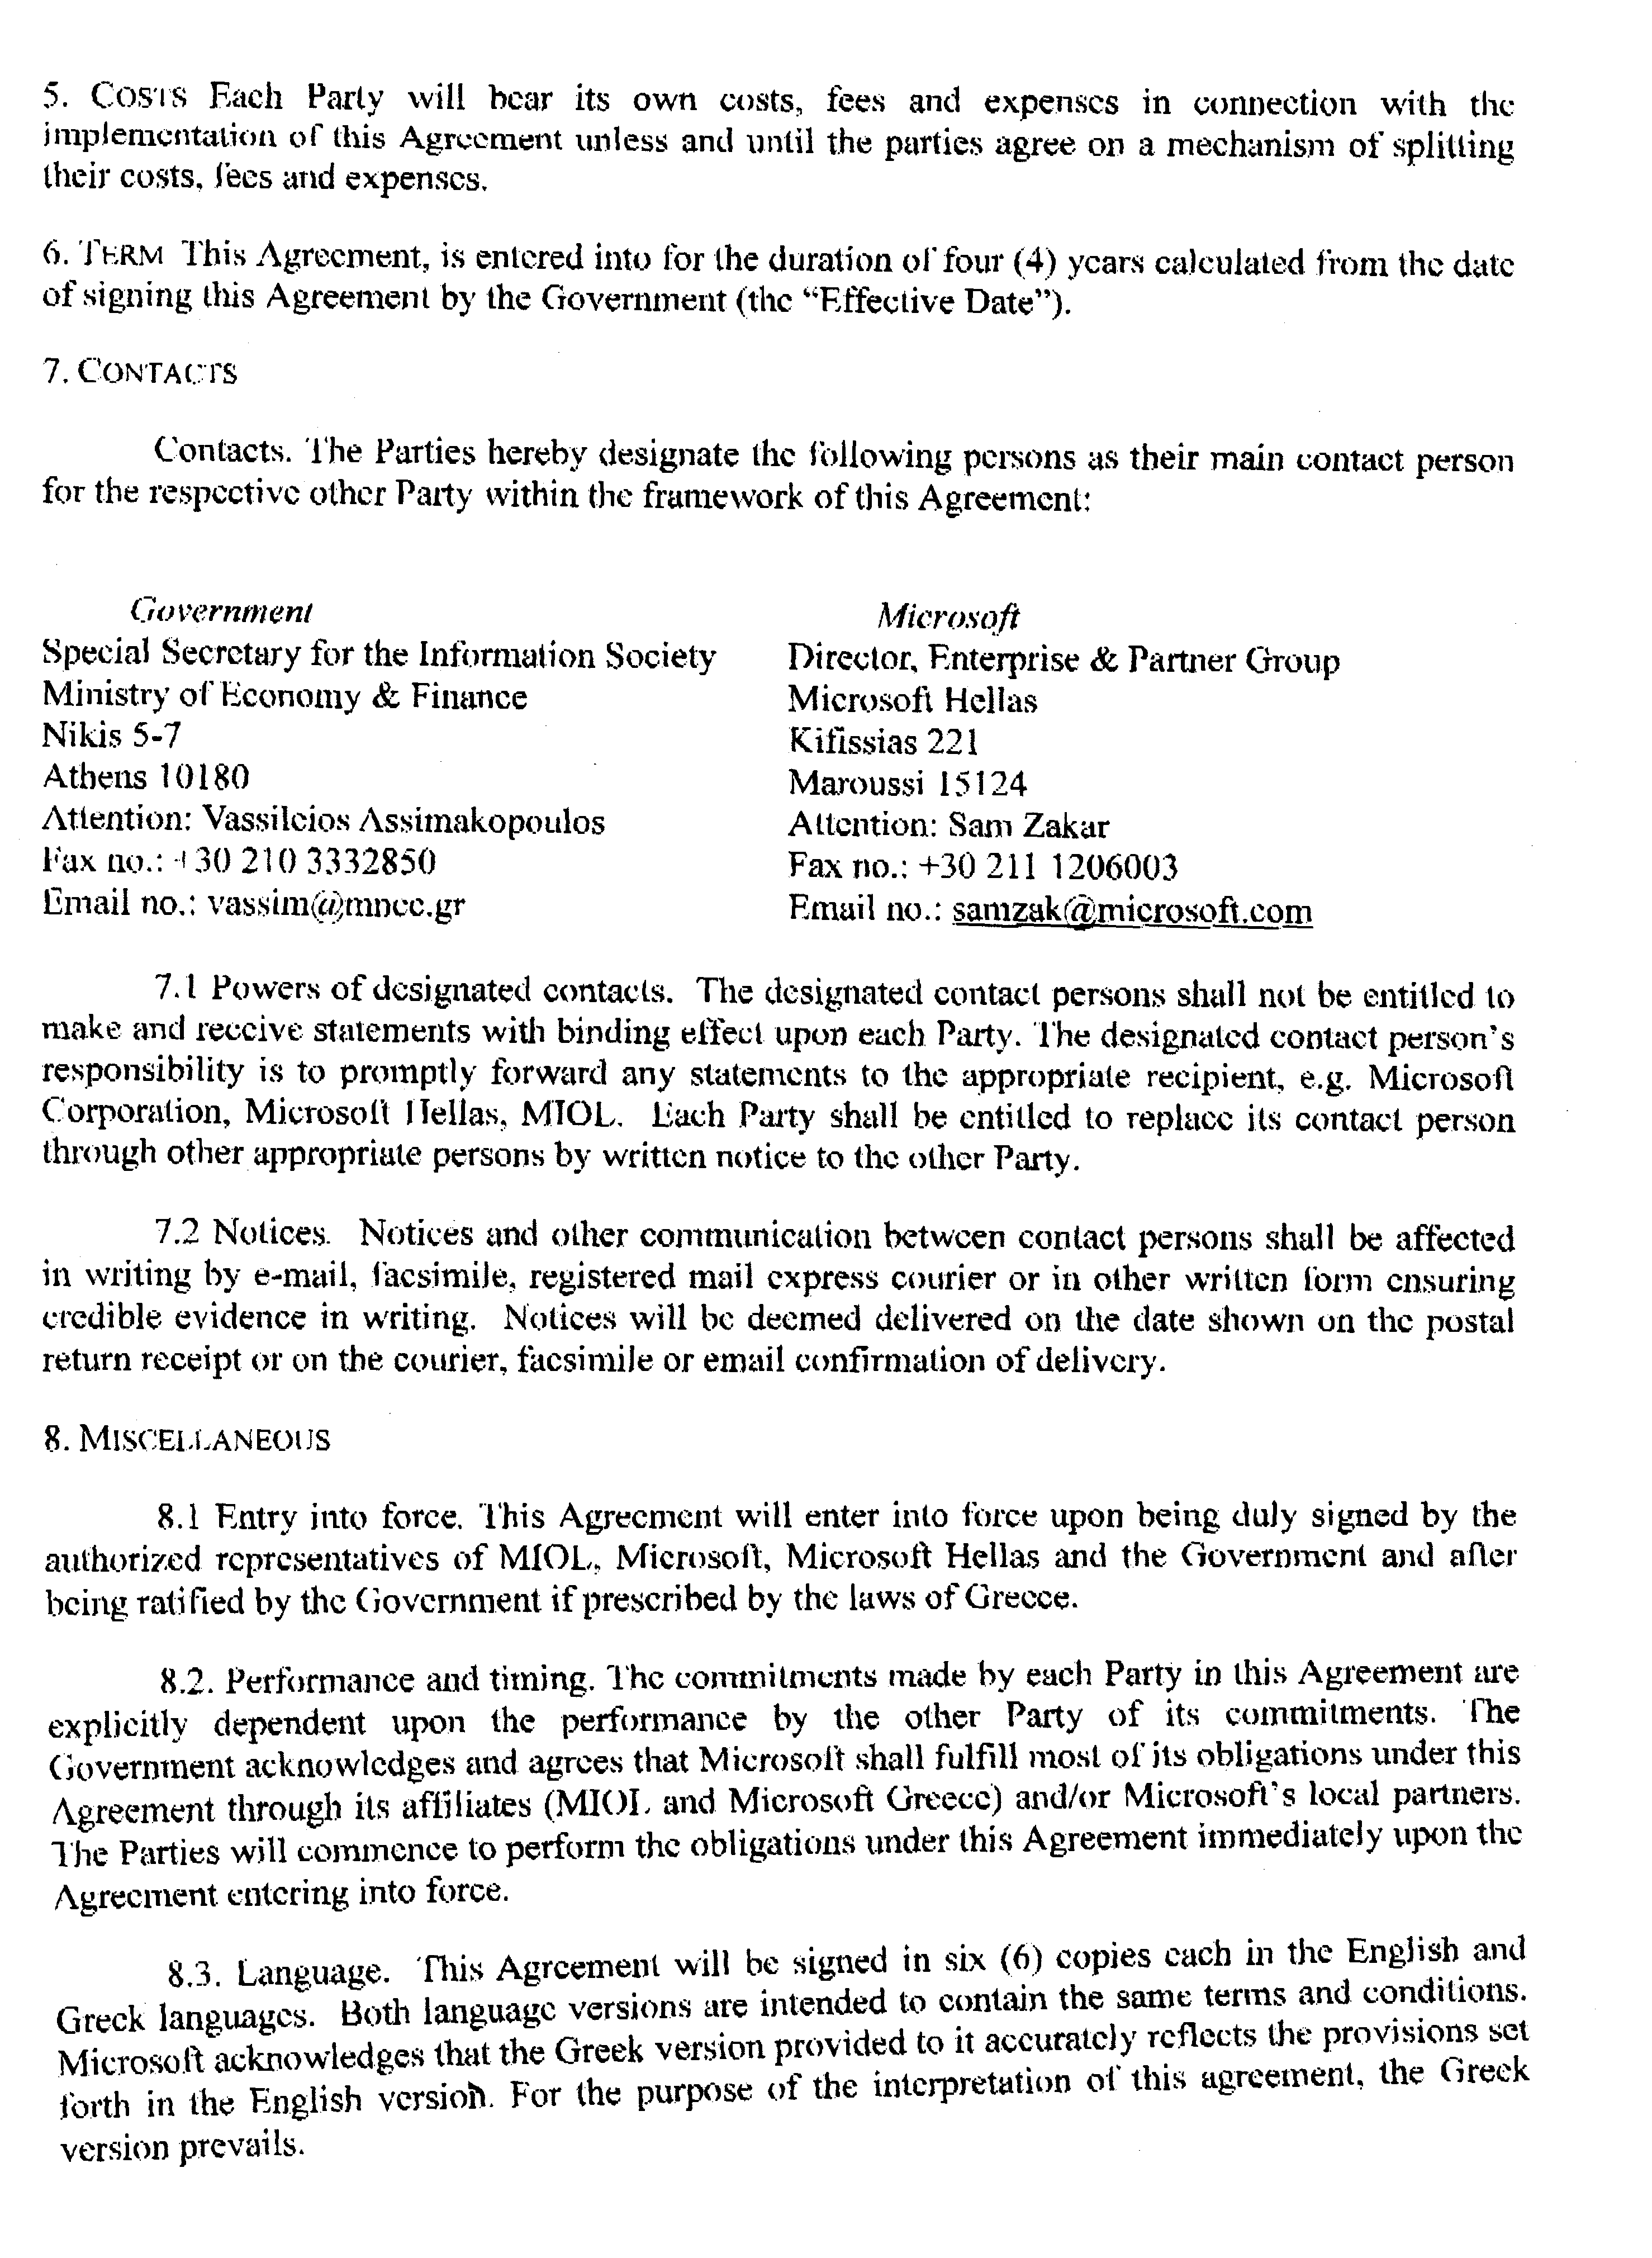 5. COSTS Each Party will bear its own costs, fees and expenses in connection with the
implementation of this Agreement unless and until the parties agree on a mechanism of splitting
their costs, fees and expenses.
6. TERM This Agreement, is entered into for the duration of four (4) years calculated from the date
of signing this Agreement by the Government (the “Effective Date”).
7. CONTACTS
Contacts. The Parties hereby designate the following persons as their main contact person
for the respective other Party within the framework of this Agreement:
Government
Special Secretary for the Information Society
Ministry of Economy & Finance
Nikis 5-7
Athens 10180
Attention: Vassileios Assimakopoulos
Fax no.: +30 210 3332850
Email no.: vassim@mnec.gr
Microsoft
Director, Enterprise & Partner Group
Microsoft Hellas
Kifissias 221
Maroussi 15124
Attention: Sam Zakar
Fax no.: +30 211 1206003
Email no.: samzak@microsoft.com
7.1 Powers of designated contacts. The designated contact persons shall not be entitled to
make and receive statements with binding effect upon each Party. The designated contact person's
responsibility is to promptly forward any statements to the appropriate recipient, e.g. Microsoft
Corporation, Microsoft Hellas, MIOL. Each Party shall be entitled to replace its contact person
through other appropriate persons by written notice to the other Party.
7.2 Notices. Notices and other communication between contact persons shall be affected
in writing by e-mail, facsimile, registered mail express courier or in other written form ensuring
credible evidence in writing. Notices will be deemed delivered on the date shown on the postal
return receipt or on the courier, facsimile or email confirmation of delivery.
8. MISCELLANEOUS
8.1 Entry into force. This Agreement will enter into force upon being duly signed by the
authorized representatives of MIOL, Microsoft, Microsoft Hellas and the Government and after
being ratified by the Government if prescribed by the laws of Greece.
8.2. Performance and timing. The commitments made by each Party in this Agreement are
explicitly dependent upon the performance by the other Party of its commitments. The
Government acknowledges and agrees that Microsoft shall fulfill most of its obligations under this
Agreement through its affiliates (MIOL and Microsoft Greece) and/or Microsoft's local partners.
The Parties will commence to perform the obligations under this Agreement immediately upon the
Agreement entering into force.
8.3. Language. This Agreement will be signed in six (6) copies each in the English and
Greek languages. Both language versions are intended to contain the same terms and conditions.
Microsoft acknowledges that the Greek version provided to it accurately reflects the provisions set
forth in the English version. For the purpose of the interpretation of this agreement, the Greek
version prevails.